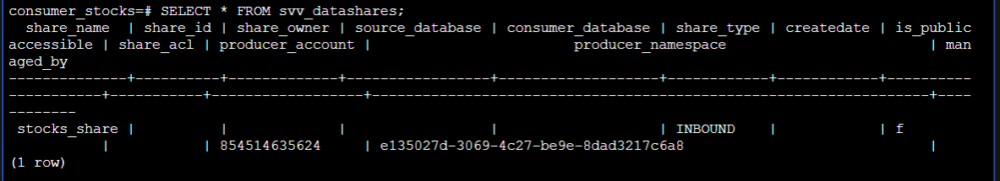 consumer_stocks=# SELECT * FROM svv_datashares;
  share_name  | share_id | share_owner | source_database | consumer_database | share_type | createdate | is_public
accessible | share_acl | producer_account |                        producer_namespace                         | man
aged_by
--------------+----------+-------------+-----------------+-------------------+------------+------------+----------
-----------+-----------+------------------+-------------------------------------------------------------------+----
--------
 stocks_share |          |             |                 |                   | INBOUND    |            | f
           |           | 854514635624     | e135027d-3069-4c27-be9e-8dad3217c6a8                              |
(1 row)